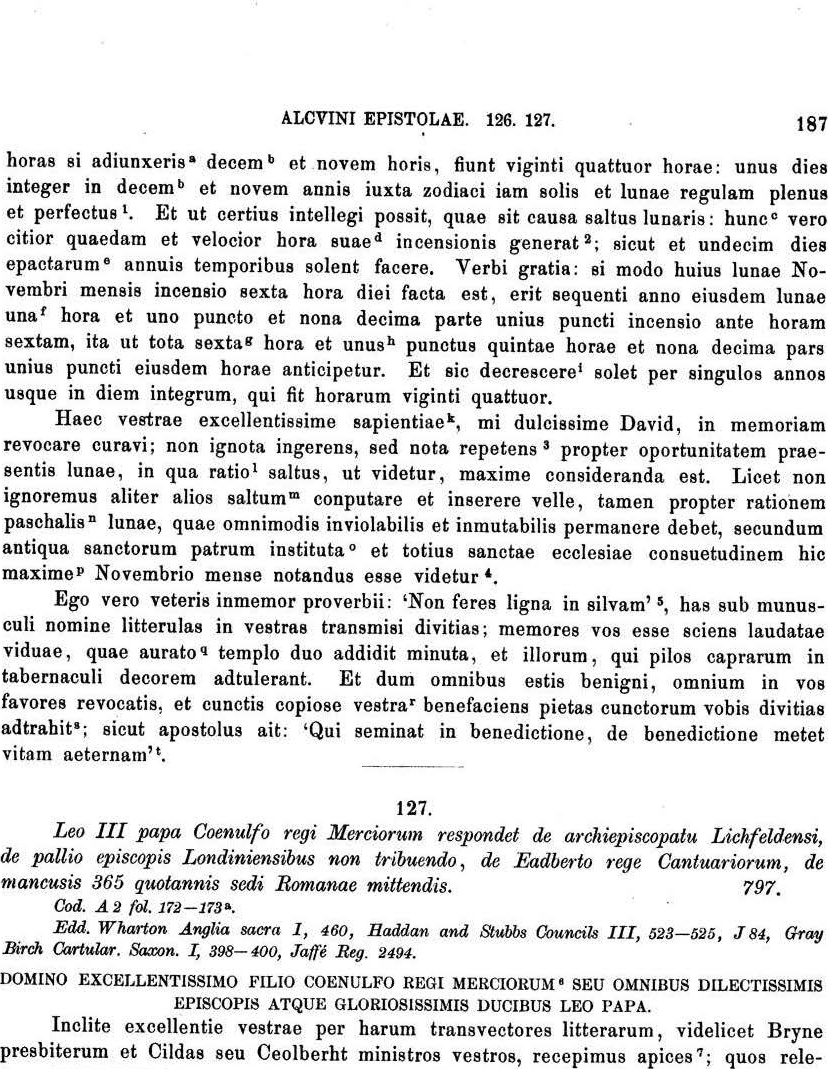 ALCVINI EPISTOLAE. 126. 127. 187
horas si adiunxeris ᵃ decem ᵇ et novem horis, fiunt viginti quattuor horae: unus dies
integer in decem ᵇ et novem annis iuxta zodiaci iam solis et lunae regulam plenus
et perfectus ¹. Et ut certius intellegi possit, quae sit causa saltus lunaris: hunc ᶜ vero
citior quaedam et velocior hora suae ᵈ incensionis generat ²; sicut et undecim dies
epactarum ᵉ annuis temporibus solent facere. Verbi gratia: si modo huius lunae No-
vembri mensis incensio sexta hora diei facta est, erit sequenti anno eiusdem lunae
una ᶠ hora et uno puncto et nona decima parte unius puncti incensio ante horam
sextam, ita ut tota sexta ᵍ hora et unus ʰ punctus quintae horae et nona decima pars
unius puncti eiusdem horae anticipetur. Et sic decrescere ⁱ solet per singulos annos
usque in diem integrum, qui fit horarum viginti quattuor.
Haec vestrae excellentissime sapientiae ᵏ, mi dulcissime David, in memoriam
revocare curavi; non ignota ingerens, sed nota repetens ³ propter oportunitatem prae-
sentis lunae, in qua ratio ˡ saltus, ut videtur, maxime consideranda est. Licet non
ignoremus aliter alios saltum ᵐ conputare et inserere velle, tamen propter rationem
paschalis ⁿ lunae, quae omnimodis inviolabilis et inmutabilis permanere debet, secundum
antiqua sanctorum patrum instituta ᵒ et totius sanctae ecclesiae consuetudinem hic
maxime ᵖ Novembrio mense notandus esse videtur ⁴.
Ego vero veteris inmemor proverbii: ‘Non feres ligna in silvam’ ⁵, has sub munus-
culi nomine litterulas in vestras transmisi divitias; memores vos esse sciens laudatae
viduae, quae aurato q templo duo addidit minuta, et illorum, qui pilos caprarum in
tabernaculi decorem adtulerant. Et dum omnibus estis benigni, omnium in vos
favores revocatis, et cunctis copiose vestra ʳ benefaciens pietas cunctorum vobis divitias
adtrahit ˢ; sicut apostolus ait: ‘Qui seminat in benedictione, de benedictione metet
vitam aeternam’ ᵗ.
127.
Leo III papa Coenulfo regi Merciorum respondet de archiepiscopatu Lichfeldensi,
de pallio episcopis Londiniensibus non tribuendo, de Eadberto rege Cantuariorum, de
mancusis 365 quotannis sedi Romanae mittendis. 797.
Cod. A 2 fol. 172—173ᵃ.
Edd. Wharton Anglia sacra I, 460, Haddan and Stubbs Councils III, 523—525, J 84, Gray
Birch Cartular. Saxon. I, 398—400, Jaffé Reg. 2494.
DOMINO EXCELLENTISSIMO FILIO COENULFO REGI MERCIORUM ⁶ SEU OMNIBUS DILECTISSIMIS
EPISCOPIS ATQUE GLORIOSISSIMIS DUCIBUS LEO PAPA.
Inclite excellentie vestrae per harum transvectores litterarum, videlicet Bryne
presbiterum et Cildas seu Ceolberht ministros vestros, recepimus apices ⁷; quos rele-